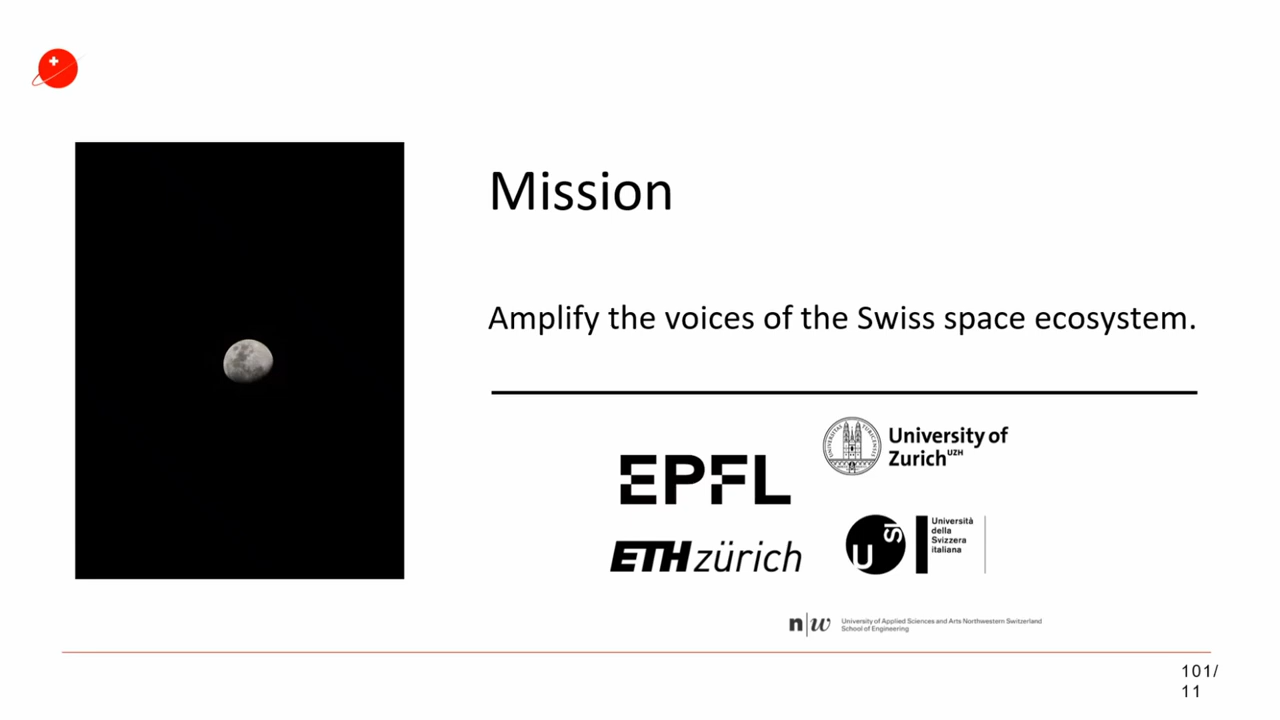 Mission
Amplify the voices of the Swiss space ecosystem.
EPFL
University of
Zurich UZH
ETH zürich
U SI
Università
della
Svizzera
italiana
n|w
University of Applied Sciences and Arts Northwestern Switzerland
School of Engineering
101/
11